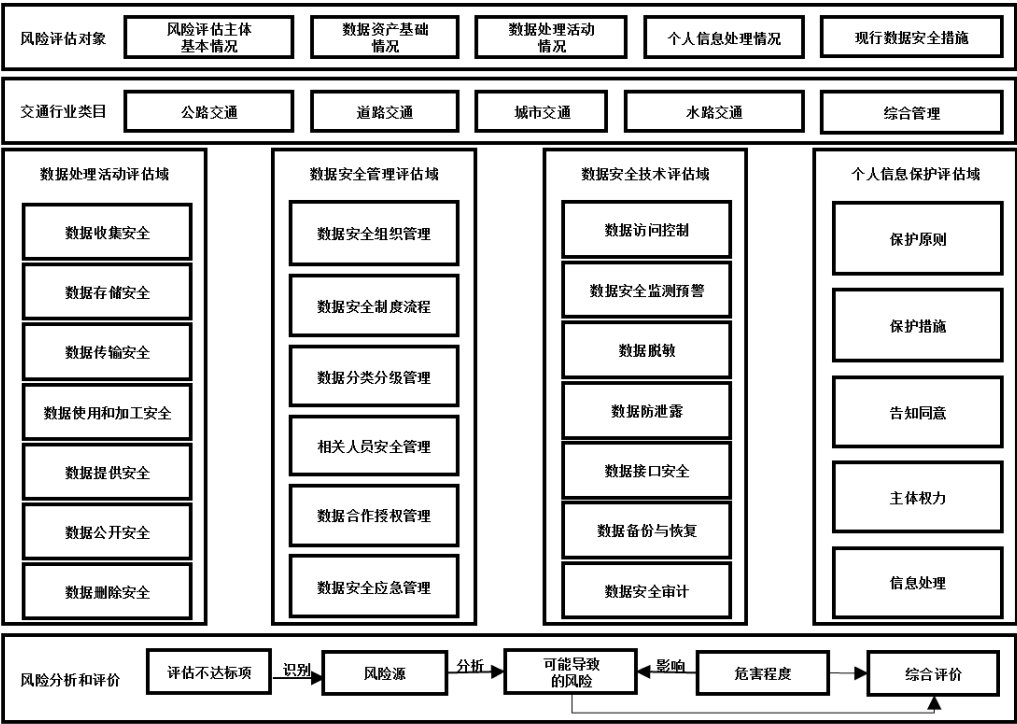 风险评估对象
风险评估主体
基本情况
数据资产基础
情况
数据处理活动
情况
个人信息处理情况
现行数据安全措施
交通行业类目
公路交通
道路交通
城市交通
水路交通
综合管理
数据处理活动评估域
数据收集安全
数据存储安全
数据传输安全
数据使用和加工安全
数据提供安全
数据公开安全
数据删除安全
数据安全管理评估域
数据安全组织管理
数据安全制度流程
数据分类分级管理
相关人员安全管理
数据合作授权管理
数据安全应急管理
数据安全技术评估域
数据访问控制
数据安全监测预警
数据脱敏
数据防泄露
数据接口安全
数据备份与恢复
数据安全审计
个人信息保护评估域
保护原则
保护措施
告知同意
主体权力
信息处理
风险分析和评价
评估不达标项
识别
风险源
分析
可能导致
的风险
影响
危害程度
综合评价